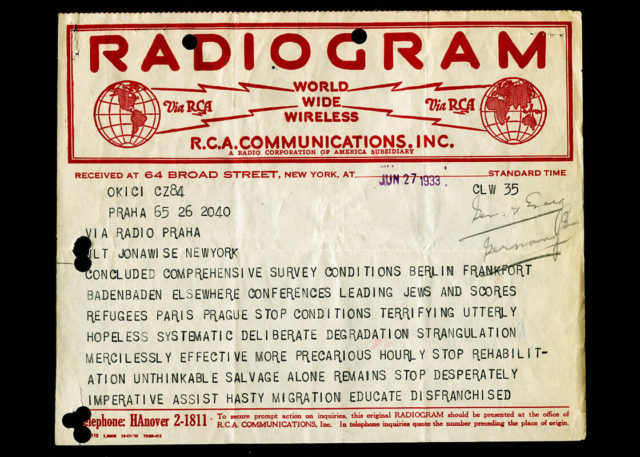 RADIOGRAM
WORLD
WIDE
WIRELESS
Via RCA
Via RCA
R.C.A. COMMUNICATIONS, INC.
A RADIO CORPORATION OF AMERICA SUBSIDIARY
RECEIVED AT 64 BROAD STREET, NEW YORK, AT JUN 27 1933 STANDARD TIME
OKICI CZ84 CLW 35
PRAHA 65 26 2040
VIA RADIO PRAHA
JLT JONAWISE NEWYORK
CONCLUDED COMPREHENSIVE SURVEY CONDITIONS BERLIN FRANKFORT
BADENBADEN ELSEWHERE CONFERENCES LEADING JEWS AND SCORES
REFUGEES PARIS PRAGUE STOP CONDITIONS TERRIFYING UTTERLY
HOPELESS SYSTEMATIC DELIBERATE DEGRADATION STRANGULATION
MERCILESSLY EFFECTIVE MORE PRECARIOUS HOURLY STOP REHABILIT-
ATION UNTHINKABLE SALVAGE ALONE REMAINS STOP DESPERATELY
IMPERATIVE ASSIST HASTY MIGRATION EDUCATE DISFRANCHISED
elephone: HAnover 2-1811. To secure prompt action on inquiries, this original RADIOGRAM should be presented at the office of
R.C.A. COMMUNICATIONS, Inc. In telephone inquiries quote the number preceding the place of origin.